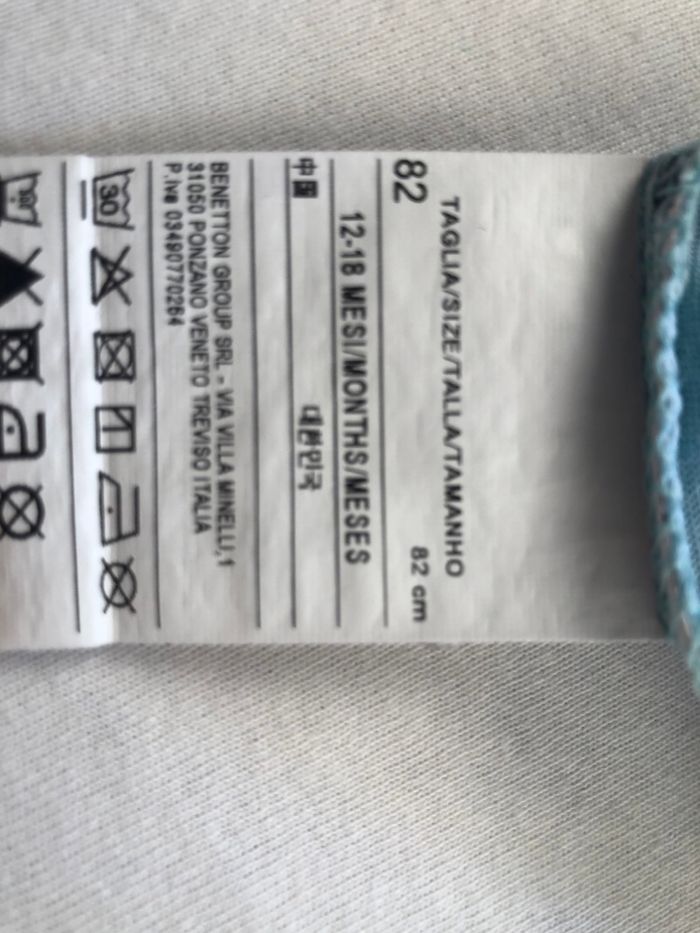 TAGLIA/SIZE/TALLA/TAMANHO
82 82 cm
12-18 MESI/MONTHS/MESES
中国 대한민국
BENETTON GROUP SRL - VIA VILLA MINELLI,1
31050 PONZANO VENETO TREVISO ITALIA
P.Iva 03490770264
30